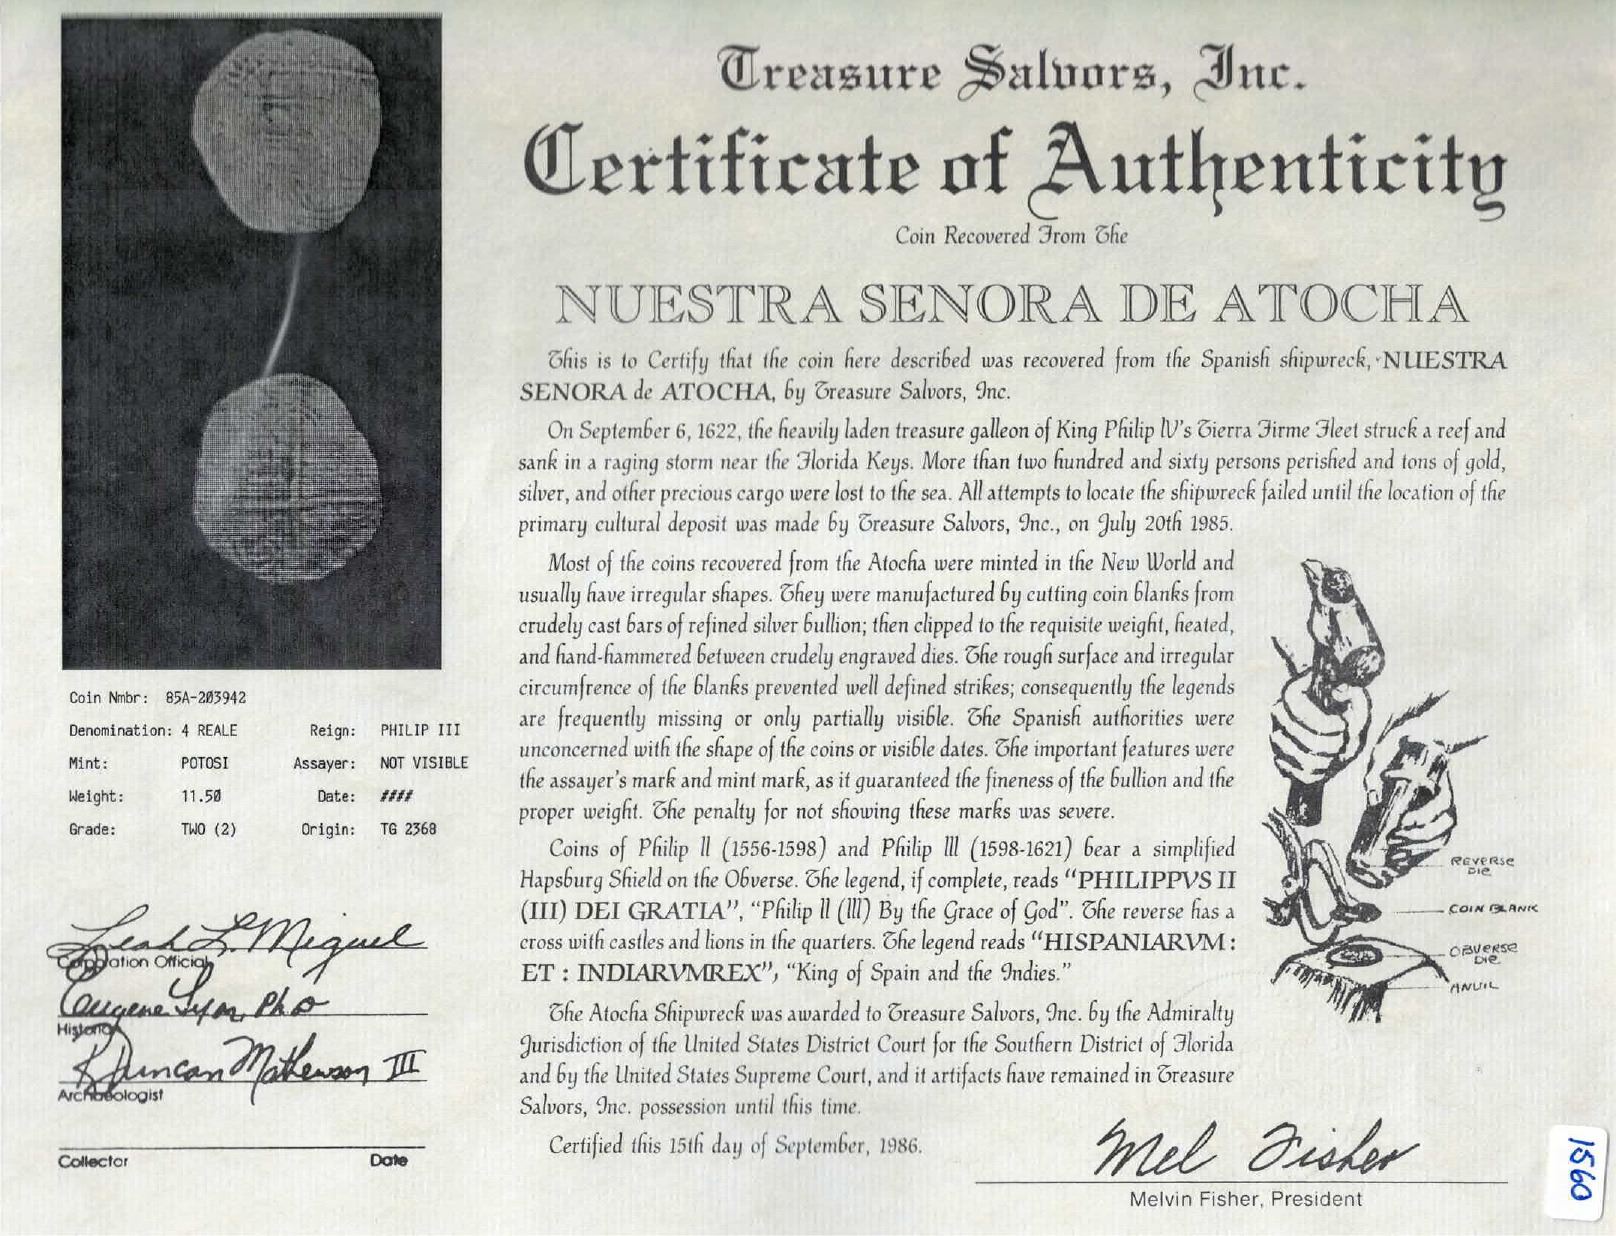 Treasure Salvors, Inc.
Certificate of Authenticity
Coin Recovered From The
NUESTRA SENORA DE ATOCHA
This is to Certify that the coin here described was recovered from the Spanish shipwreck, NUESTRA
SENORA de ATOCHA, by Treasure Salvors, Inc.
On September 6, 1622, the heavily laden treasure galleon of King Philip IV's Tierra Firme Fleet struck a reef and
sank in a raging storm near the Florida Keys. More than two hundred and sixty persons perished and tons of gold,
silver, and other precious cargo were lost to the sea. All attempts to locate the shipwreck failed until the location of the
primary cultural deposit was made by Treasure Salvors, Inc., on July 20th 1985.
Most of the coins recovered from the Atocha were minted in the New World and
usually have irregular shapes. They were manufactured by cutting coin blanks from
crudely cast bars of refined silver bullion; then clipped to the requisite weight, heated,
and hand-hammered between crudely engraved dies. The rough surface and irregular
circumfrence of the blanks prevented well defined strikes; consequently the legends
are frequently missing or only partially visible. The Spanish authorities were
unconcerned with the shape of the coins or visible dates. The important features were
the assayer's mark and mint mark, as it guaranteed the fineness of the bullion and the
proper weight. The penalty for not showing these marks was severe.
Coins of Philip II (1556-1598) and Philip III (1598-1621) bear a simplified
Hapsburg Shield on the Obverse. The legend, if complete, reads "PHILIPPVS II
(III) DEI GRATIA", "Philip II (III) By the Grace of God". The reverse has a
cross with castles and lions in the quarters. The legend reads "HISPANIARVM :
ET : INDIARVMREX", "King of Spain and the Indies."
The Atocha Shipwreck was awarded to Treasure Salvors, Inc. by the Admiralty
Jurisdiction of the United States District Court for the Southern District of Florida
and by the United States Supreme Court, and it artifacts have remained in Treasure
Salvors, Inc. possession until this time.
Certified this 15th day of September, 1986.
REVERSE
DIE
COIN BLANK
OBVERSE
DIE
ANVIL
Mel Fisher
Melvin Fisher, President
Coin Nmbr: 85A-203942
Denomination: 4 REALE Reign: PHILIP III
Mint: POTOSI Assayer: NOT VISIBLE
Weight: 11.50 Date: ####
Grade: TWO (2) Origin: TG 2368
Leah L. Miguel
Corporation Official
Eugene Lyon, PhD
Historian
R Duncan Mathewson III
Archaeologist
Collector Date
1560